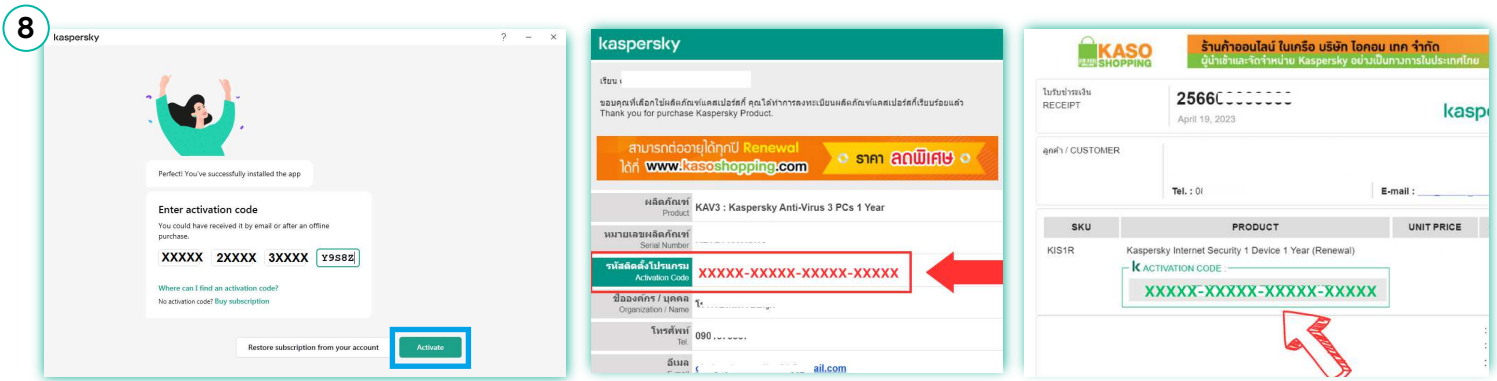 8
kaspersky
Perfect! You've successfully installed the app
Enter activation code
You could have received it by email or after an offline
purchase.
XXXXX 2XXXX 3XXXX Y9S8Z
Where can I find an activation code?
No activation code? Buy subscription
Restore subscription from your account
Activate
kaspersky
เรียน
ขอบคุณที่เลือกใช้ผลิตภัณฑ์แคสเปอร์สกี้ คุณได้ทำการลงทะเบียนผลิตภัณฑ์แคสเปอร์สกี้เรียบร้อยแล้ว
Thank you for purchase Kaspersky Product.
สามารถต่ออายุได้ทุกปี Renewal
ได้ที่ www.kasoshopping.com
ราคา ลดพิเศษ
ผลิตภัณฑ์
Product
KAV3 : Kaspersky Anti-Virus 3 PCs 1 Year
หมายเลขผลิตภัณฑ์
Serial Number
รหัสติดตั้งโปรแกรม
Activation Code
XXXXX-XXXXX-XXXXX-XXXXX
ชื่อองค์กร / บุคคล
Organization / Name
โทรศัพท์
Tel.
090
อีเมล
ail.com
KASO
SHOPPING
ร้านค้าออนไลน์ ในเครือ บริษัท ไอคอม เทค จำกัด
ผู้นำเข้าและจัดจำหน่าย Kaspersky อย่างเป็นทางการในประเทศไทย
ใบรับชำระเงิน
RECEIPT
2566
April 19, 2023
kasp
ลูกค้า / CUSTOMER
Tel. : 0
E-mail :
SKU PRODUCT UNIT PRICE
KIS1R Kaspersky Internet Security 1 Device 1 Year (Renewal)
k ACTIVATION CODE :
XXXXX-XXXXX-XXXXX-XXXXX